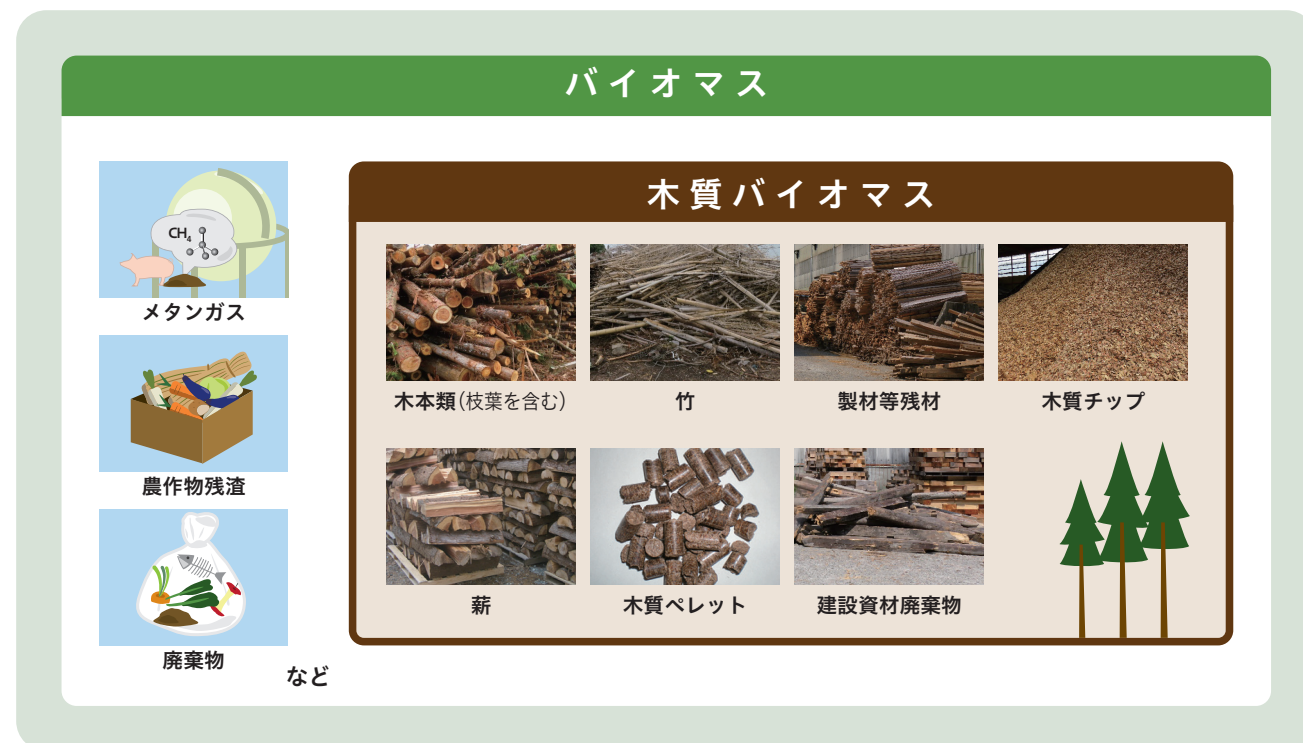 バイオマス
木質バイオマス
CH₄
メタンガス
農作物残渣
廃棄物
など
木本類(枝葉を含む)
竹
製材等残材
木質チップ
薪
木質ペレット
建設資材廃棄物